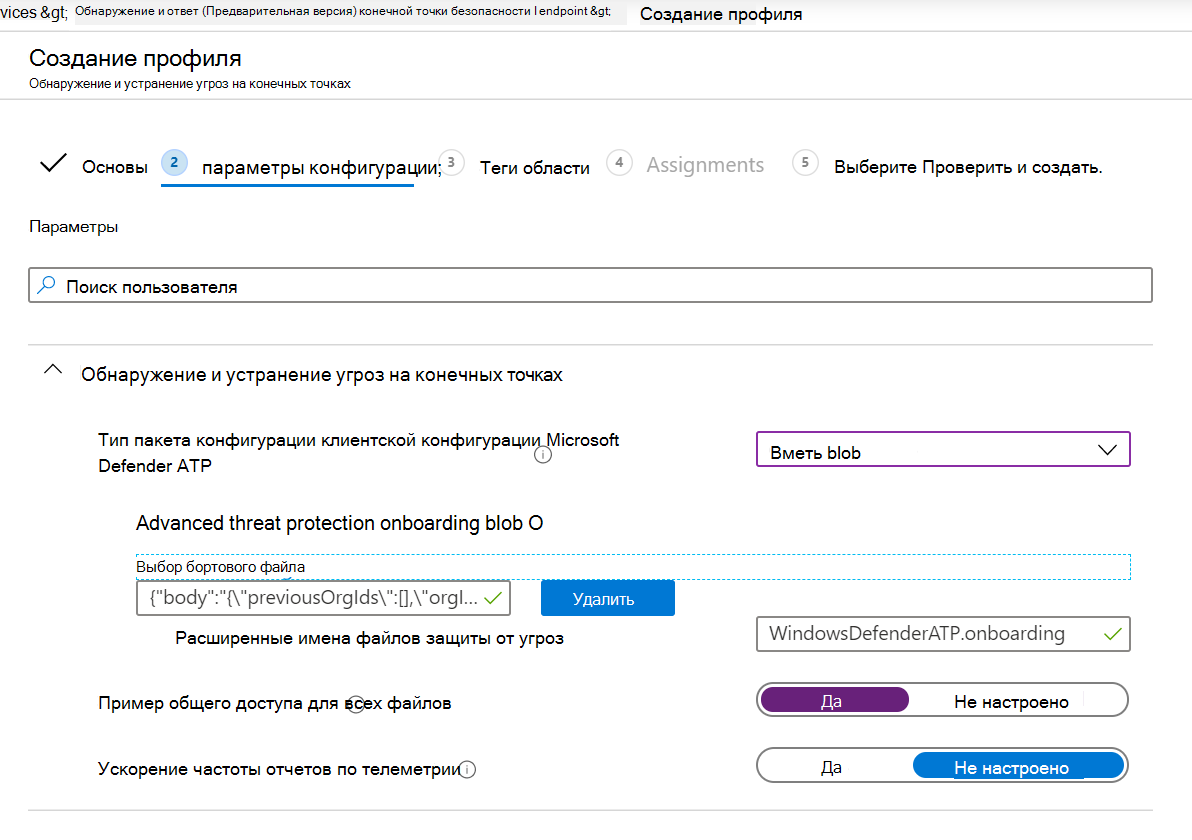 vices &gt; Обнаружение и ответ (Предварительная версия) конечной точки безопасности I endpoint &gt; Создание профиля
Создание профиля
Обнаружение и устранение угроз на конечных точках
Основы 2 параметры конфигурации; 3 Теги области 4 Assignments 5 Выберите Проверить и создать.
Параметры
Поиск пользователя
Обнаружение и устранение угроз на конечных точках
Тип пакета конфигурации клиентской конфигурации Microsoft
Defender ATP
Вметь blob
Advanced threat protection onboarding blob O
Выбор бортового файла
{"body":"{\"previousOrgIds\":[],\"orgI...
Удалить
Расширенные имена файлов защиты от угроз
WindowsDefenderATP.onboarding
Пример общего доступа для всех файлов
Да Не настроено
Ускорение частоты отчетов по телеметрии
Да Не настроено